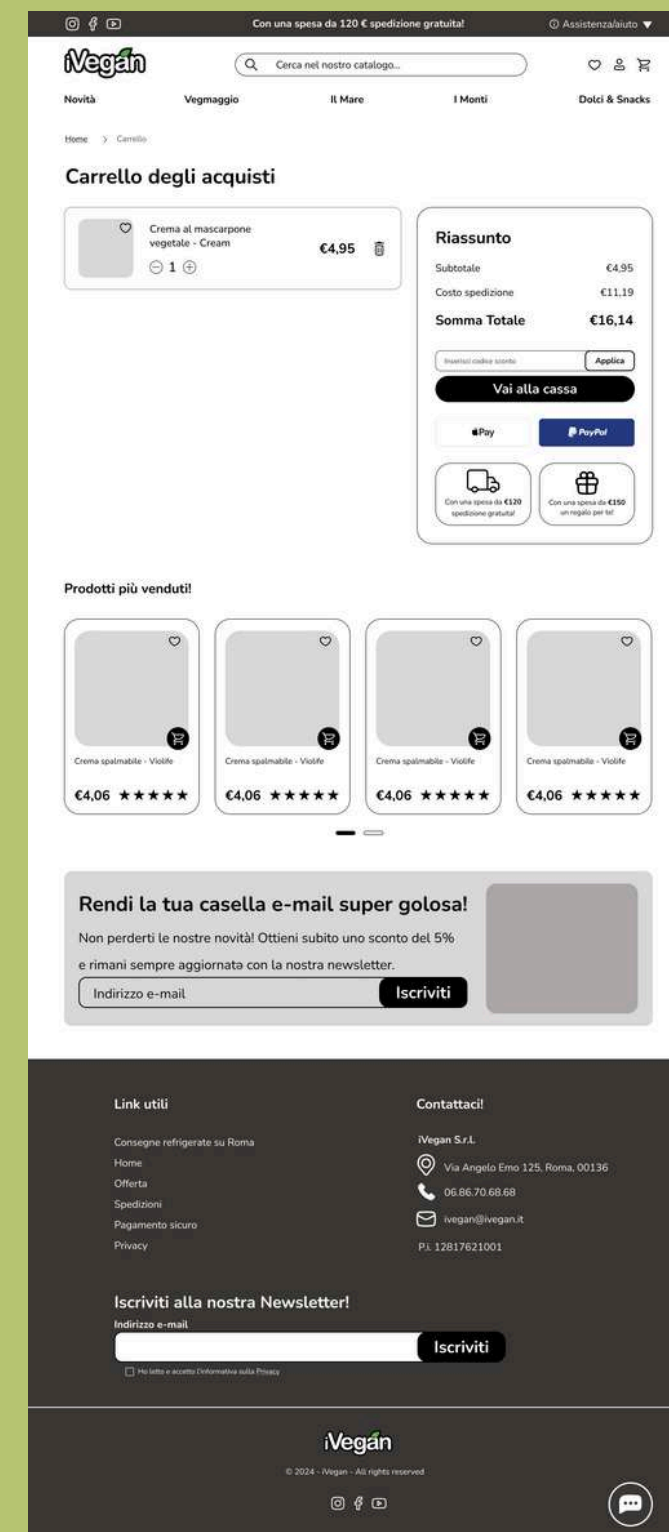 Con una spesa da 120 € spedizione gratuita!
Assistenza/aiuto
iVegan
Cerca nel nostro catalogo...
Novità
Vegmaggio
Il Mare
I Monti
Dolci & Snacks
Home > Carrello
Carrello degli acquisti
Crema al mascarpone
vegetale - Cream
1
€4,95
Riassunto
Subtotale €4,95
Costo spedizione €11,19
Somma Totale €16,14
Inserisci codice sconto
Applica
Vai alla cassa
Pay
PayPal
Con una spesa da €120
spedizione gratuita!
Con una spesa da €150
un regalo per te!
Prodotti più venduti!
Crema spalmabile - Violife
€4,06 ★★★★★
Crema spalmabile - Violife
€4,06 ★★★★★
Crema spalmabile - Violife
€4,06 ★★★★★
Crema spalmabile - Violife
€4,06 ★★★★★
Rendi la tua casella e-mail super golosa!
Non perderti le nostre novità! Ottieni subito uno sconto del 5%
e rimani sempre aggiornatə con la nostra newsletter.
Indirizzo e-mail
Iscriviti
Link utili
Consegne refrigerate su Roma
Home
Offerta
Spedizioni
Pagamento sicuro
Privacy
Contattaci!
iVegan S.r.l.
Via Angelo Emo 125, Roma, 00136
06.86.70.68.68
ivegan@ivegan.it
P.i. 12817621001
Iscriviti alla nostra Newsletter!
Indirizzo e-mail
Iscriviti
Ho letto e accetto l'informativa sulla Privacy
iVegan
© 2024 - iVegan - All rights reserved